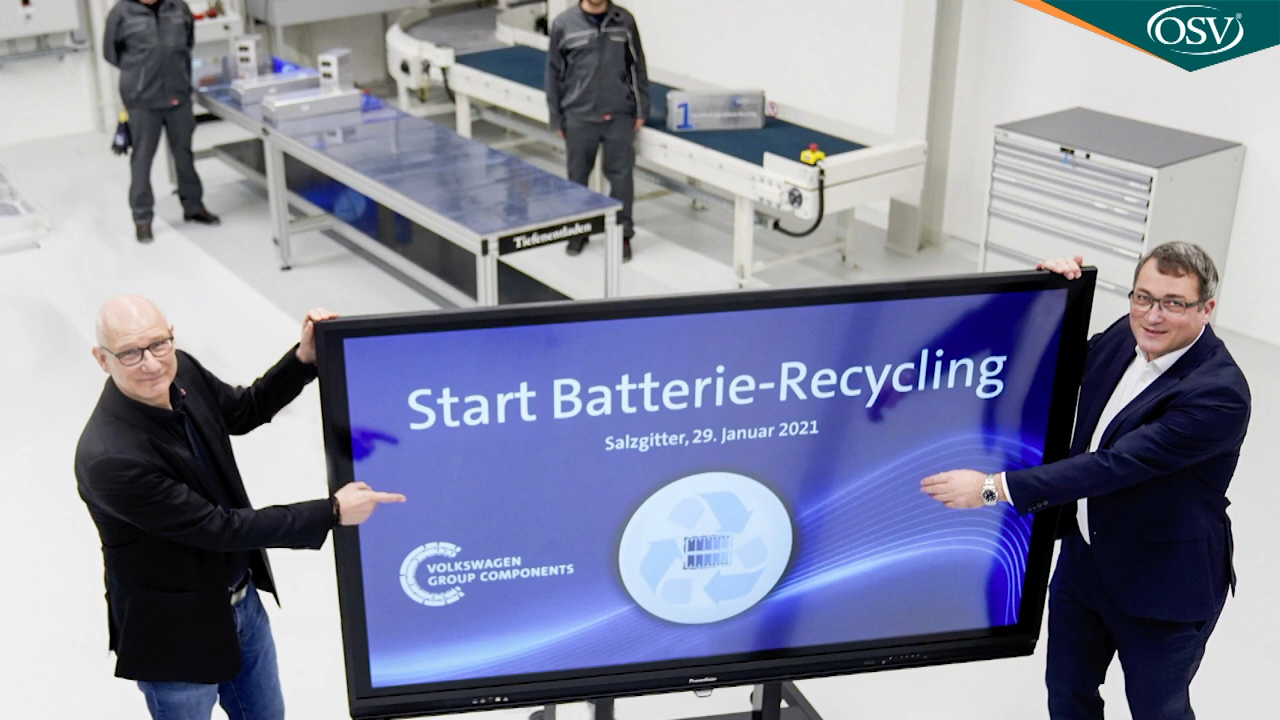 OSV®
1
Tiefenentladen
Start Batterie-Recycling
Salzgitter, 29. Januar 2021
VOLKSWAGEN
GROUP COMPONENTS